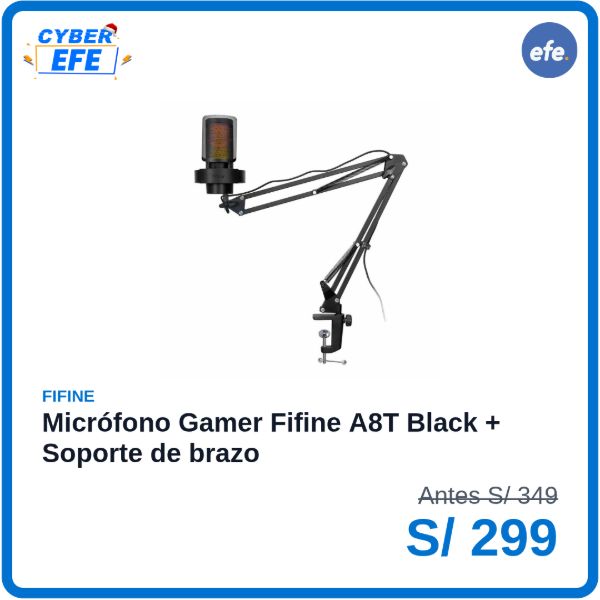 CYBER
EFE
efe.
FIFINE
Micrófono Gamer Fifine A8T Black +
Soporte de brazo
Antes S/ 349
S/ 299